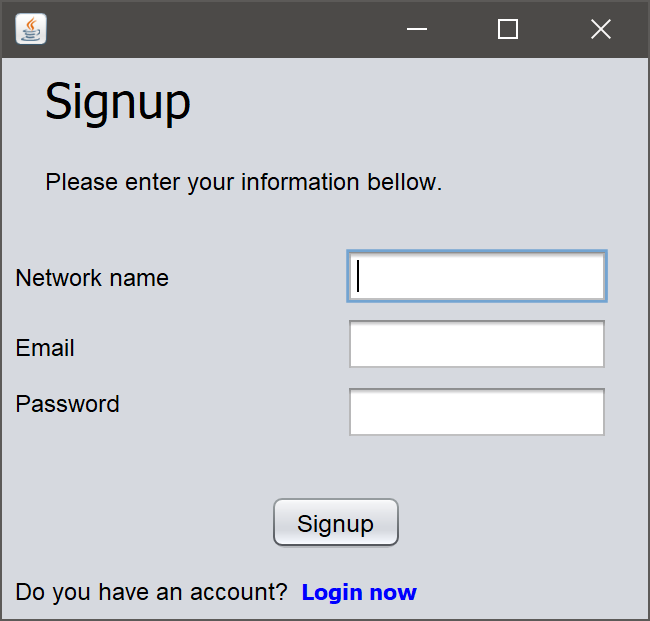 Signup
Please enter your information bellow.
Network name
Email
Password
Signup
Do you have an account? Login now